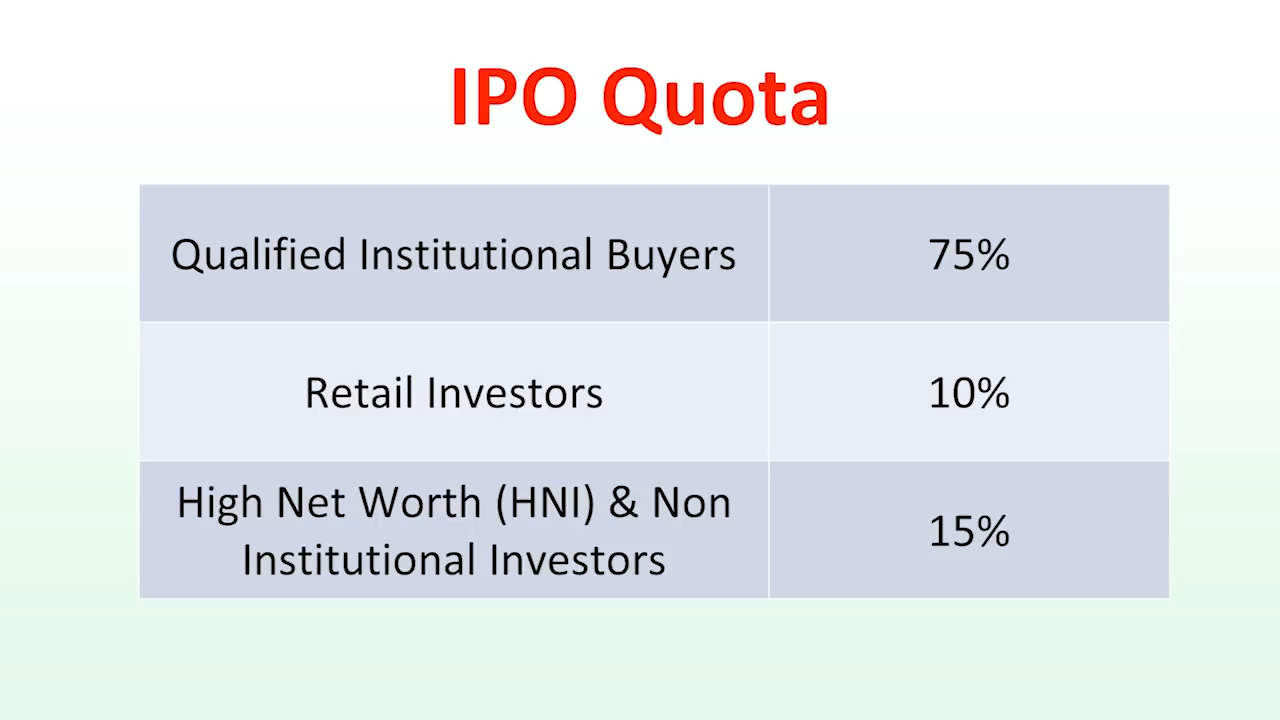 IPO Quota
Qualified Institutional Buyers 75%
Retail Investors 10%
High Net Worth (HNI) & Non
Institutional Investors
15%